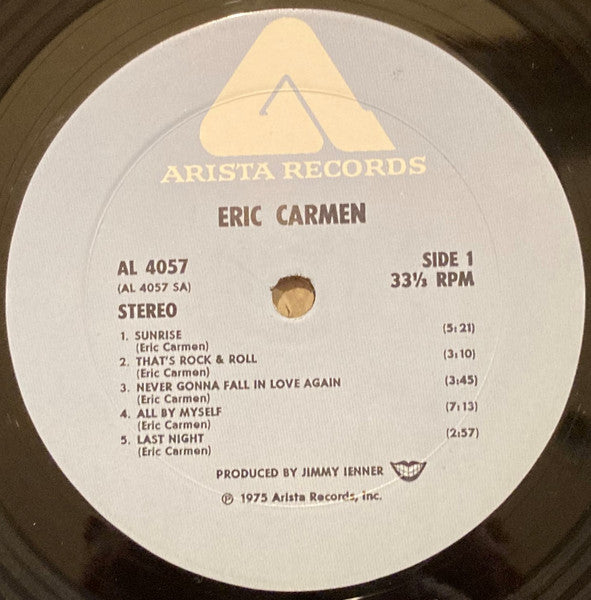 ARISTA RECORDS
ERIC CARMEN
AL 4057
(AL 4057 SA)
STEREO
SIDE 1
33⅓ RPM
1. SUNRISE (5:21)
(Eric Carmen)
2. THAT'S ROCK & ROLL (3:10)
(Eric Carmen)
3. NEVER GONNA FALL IN LOVE AGAIN (3:45)
(Eric Carmen)
4. ALL BY MYSELF (7:13)
(Eric Carmen)
5. LAST NIGHT (2:57)
(Eric Carmen)
PRODUCED BY JIMMY IENNER
℗ 1975 Arista Records, Inc.